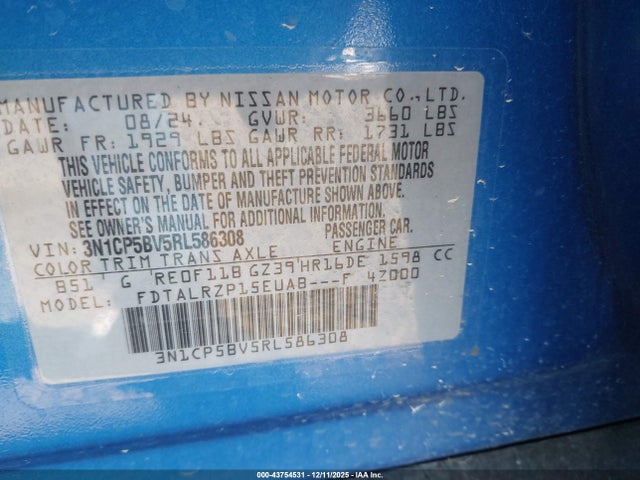 MANUFACTURED BY NISSAN MOTOR CO.,LTD.
DATE: 08/24 GVWR: 3660 LBS
GAWR FR: 1929 LBS GAWR RR: 1731 LBS
THIS VEHICLE CONFORMS TO ALL APPLICABLE FEDERAL MOTOR
VEHICLE SAFETY, BUMPER AND THEFT PREVENTION STANDARDS
IN EFFECT ON THE DATE OF MANUFACTURE SHOWN ABOVE.
SEE OWNER'S MANUAL FOR ADDITIONAL INFORMATION.
VIN: 3N1CP5BV5RL586308 PASSENGER CAR.
COLOR TRIM TRANS AXLE ENGINE
B51 G RE0F11B GZ39 HR16DE 1598 CC
MODEL: FDTALRZP15EUAB---F 4Z000
3N1CP5BV5RL586308
000-43754531 - 12/11/2025 - IAA Inc.